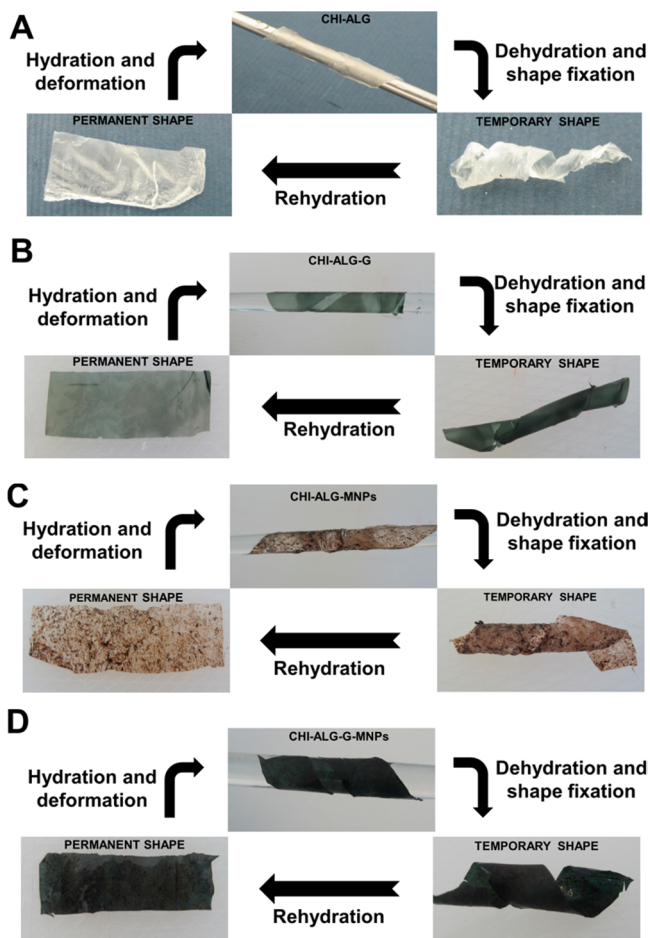 A
CHI-ALG
Hydration and
deformation
Dehydration and
shape fixation
PERMANENT SHAPE
TEMPORARY SHAPE
Rehydration
B
CHI-ALG-G
Hydration and
deformation
Dehydration and
shape fixation
PERMANENT SHAPE
TEMPORARY SHAPE
Rehydration
C
CHI-ALG-MNPs
Hydration and
deformation
Dehydration and
shape fixation
PERMANENT SHAPE
TEMPORARY SHAPE
Rehydration
D
CHI-ALG-G-MNPs
Hydration and
deformation
Dehydration and
shape fixation
PERMANENT SHAPE
TEMPORARY SHAPE
Rehydration